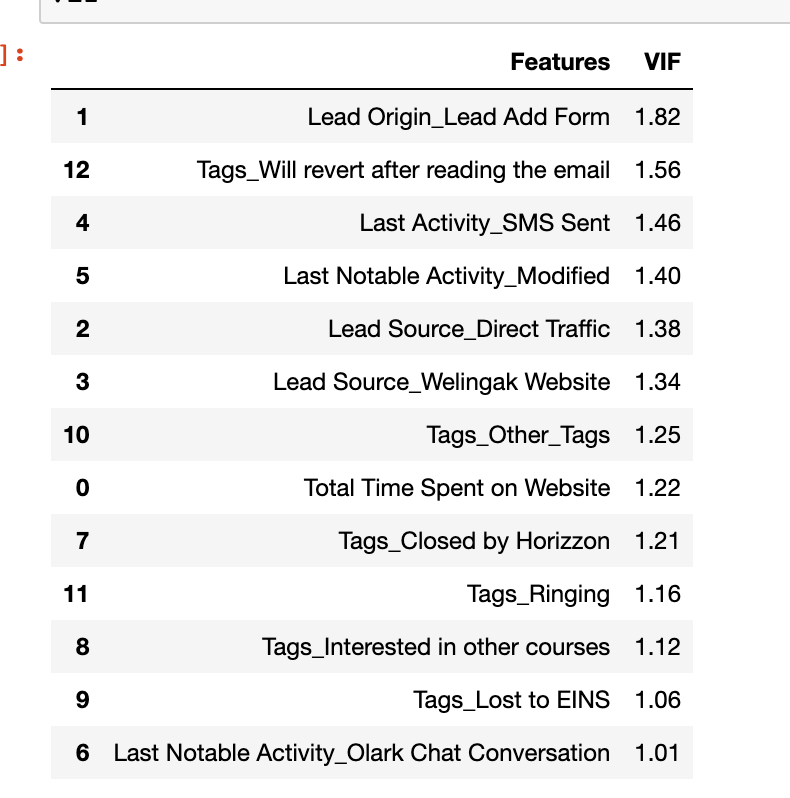 ]:
Features VIF
1 Lead Origin_Lead Add Form 1.82
12 Tags_Will revert after reading the email 1.56
4 Last Activity_SMS Sent 1.46
5 Last Notable Activity_Modified 1.40
2 Lead Source_Direct Traffic 1.38
3 Lead Source_Welingak Website 1.34
10 Tags_Other_Tags 1.25
0 Total Time Spent on Website 1.22
7 Tags_Closed by Horizzon 1.21
11 Tags_Ringing 1.16
8 Tags_Interested in other courses 1.12
9 Tags_Lost to EINS 1.06
6 Last Notable Activity_Olark Chat Conversation 1.01